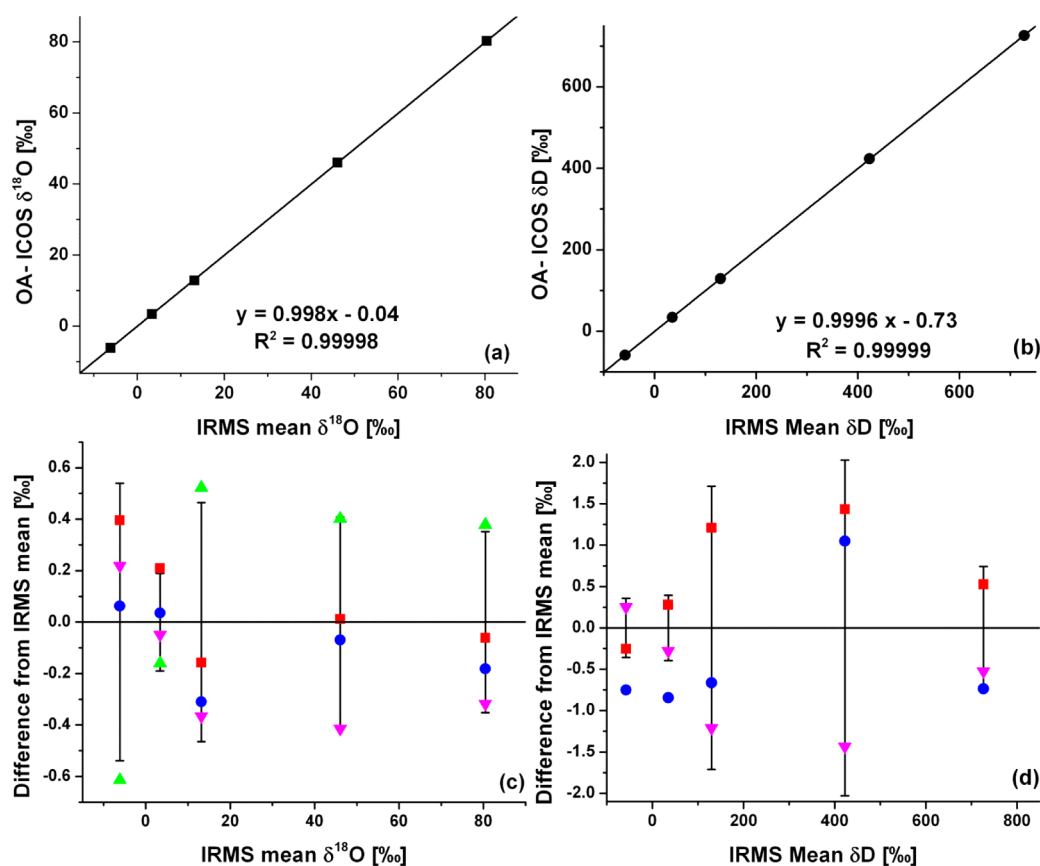 OA- ICOS δ¹⁸O [‰]
80
60
40
20
0
y = 0.998x - 0.04
R² = 0.99998
(a)
0 20 40 60 80
IRMS mean δ¹⁸O [‰]
OA- ICOS δD [‰]
600
400
200
0
y = 0.9996 x - 0.73
R² = 0.99999
(b)
0 200 400 600
IRMS Mean δD [‰]
Difference from IRMS mean [‰]
0.6
0.4
0.2
0.0
-0.2
-0.4
-0.6
(c)
0 20 40 60 80
IRMS mean δ¹⁸O [‰]
Difference from IRMS mean [‰]
2.0
1.5
1.0
0.5
0.0
-0.5
-1.0
-1.5
-2.0
(d)
0 200 400 600 800
IRMS Mean δD [‰]